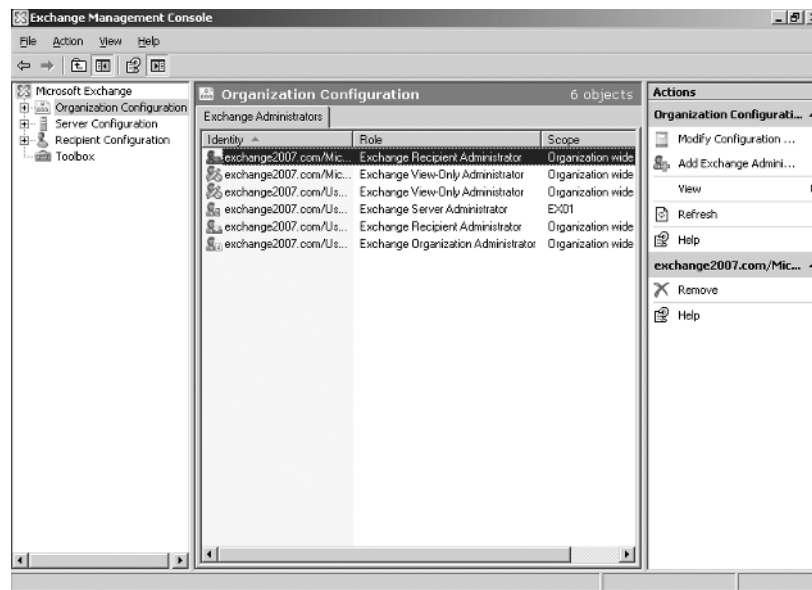 Exchange Management Console
File Action View Help
Microsoft Exchange
Organization Configuration
Server Configuration
Recipient Configuration
Toolbox
Organization Configuration 6 objects
Exchange Administrators
Identity Role Scope
exchange2007.com/Mic... Exchange Recipient Administrator Organization wide
exchange2007.com/Mic... Exchange View-Only Administrator Organization wide
exchange2007.com/Us... Exchange View-Only Administrator Organization wide
exchange2007.com/Us... Exchange Server Administrator EX01
exchange2007.com/Us... Exchange Recipient Administrator Organization wide
exchange2007.com/Us... Exchange Organization Administrator Organization wide
Actions
Organization Configurati...
Modify Configuration ...
Add Exchange Admini...
View
Refresh
Help
exchange2007.com/Mic...
Remove
Help